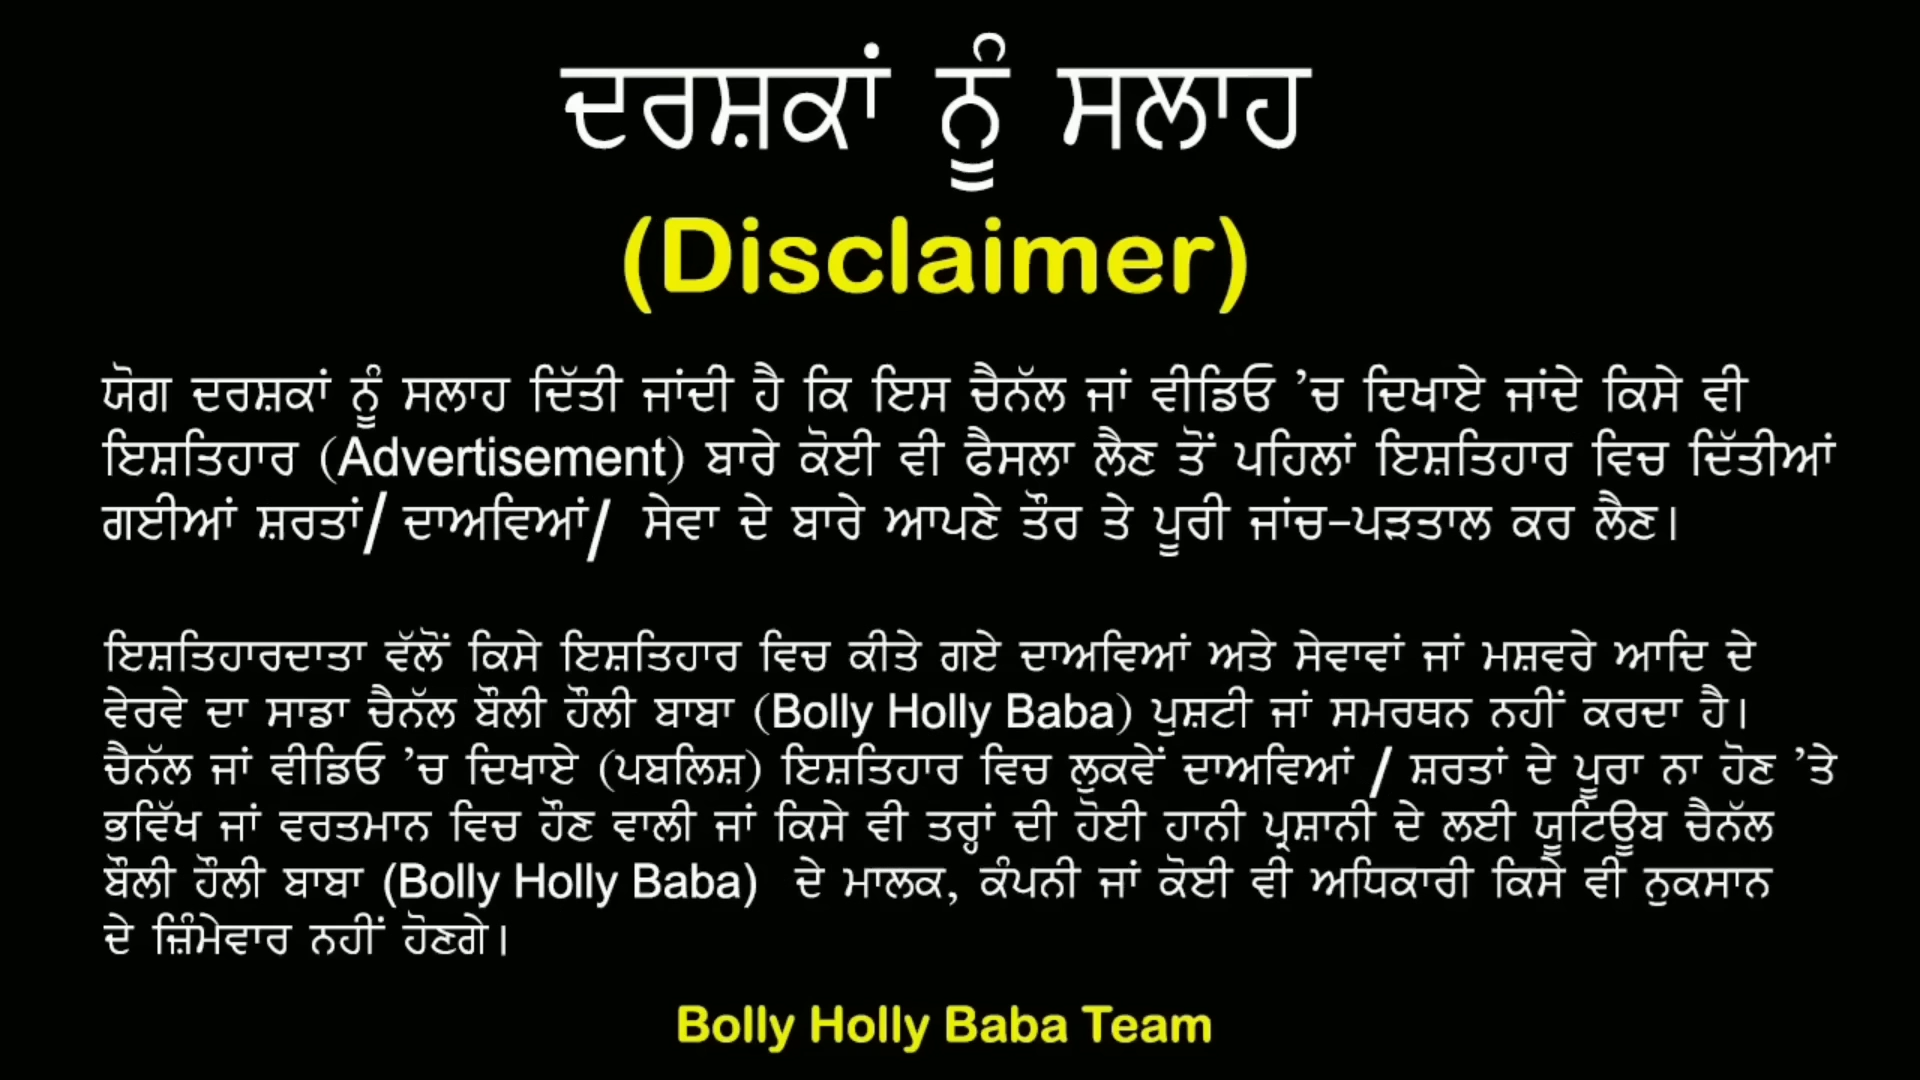 ਦਰਸ਼ਕਾਂ ਨੂੰ ਸਲਾਹ
(Disclaimer)
ਯੋਗ ਦਰਸ਼ਕਾਂ ਨੂੰ ਸਲਾਹ ਦਿੱਤੀ ਜਾਂਦੀ ਹੈ ਕਿ ਇਸ ਚੈਨੱਲ ਜਾਂ ਵੀਡਿਓ ’ਚ ਦਿਖਾਏ ਜਾਂਦੇ ਕਿਸੇ ਵੀ
ਇਸ਼ਤਿਹਾਰ (Advertisement) ਬਾਰੇ ਕੋਈ ਵੀ ਫੈਸਲਾ ਲੈਣ ਤੋਂ ਪਹਿਲਾਂ ਇਸ਼ਤਿਹਾਰ ਵਿਚ ਦਿੱਤੀਆਂ
ਗਈਆਂ ਸ਼ਰਤਾਂ/ ਦਾਅਵਿਆਂ/ ਸੇਵਾ ਦੇ ਬਾਰੇ ਆਪਣੇ ਤੌਰ ਤੇ ਪੂਰੀ ਜਾਂਚ-ਪੜਤਾਲ ਕਰ ਲੈਣ।
ਇਸ਼ਤਿਹਾਰਦਾਤਾ ਵੱਲੋਂ ਕਿਸੇ ਇਸ਼ਤਿਹਾਰ ਵਿਚ ਕੀਤੇ ਗਏ ਦਾਅਵਿਆਂ ਅਤੇ ਸੇਵਾਵਾਂ ਜਾਂ ਮਸ਼ਵਰੇ ਆਦਿ ਦੇ
ਵੇਰਵੇ ਦਾ ਸਾਡਾ ਚੈਨੱਲ ਬੌਲੀ ਹੌਲੀ ਬਾਬਾ (Bolly Holly Baba) ਪੁਸ਼ਟੀ ਜਾਂ ਸਮਰਥਨ ਨਹੀਂ ਕਰਦਾ ਹੈ।
ਚੈਨੱਲ ਜਾਂ ਵੀਡਿਓ ’ਚ ਦਿਖਾਏ (ਪਬਲਿਸ਼) ਇਸ਼ਤਿਹਾਰ ਵਿਚ ਲੁਕਵੇਂ ਦਾਅਵਿਆਂ / ਸ਼ਰਤਾਂ ਦੇ ਪੂਰਾ ਨਾ ਹੋਣ ’ਤੇ
ਭਵਿੱਖ ਜਾਂ ਵਰਤਮਾਨ ਵਿਚ ਹੌਣ ਵਾਲੀ ਜਾਂ ਕਿਸੇ ਵੀ ਤਰ੍ਹਾਂ ਦੀ ਹੋਈ ਹਾਨੀ ਪ੍ਰਸ਼ਾਨੀ ਦੇ ਲਈ ਯੂਟਿਊਬ ਚੈਨੱਲ
ਬੌਲੀ ਹੌਲੀ ਬਾਬਾ (Bolly Holly Baba) ਦੇ ਮਾਲਕ, ਕੰਪਨੀ ਜਾਂ ਕੋਈ ਵੀ ਅਧਿਕਾਰੀ ਕਿਸੇ ਵੀ ਨੁਕਸਾਨ
ਦੇ ਜ਼ਿੰਮੇਵਾਰ ਨਹੀਂ ਹੋਣਗੇ।
Bolly Holly Baba Team